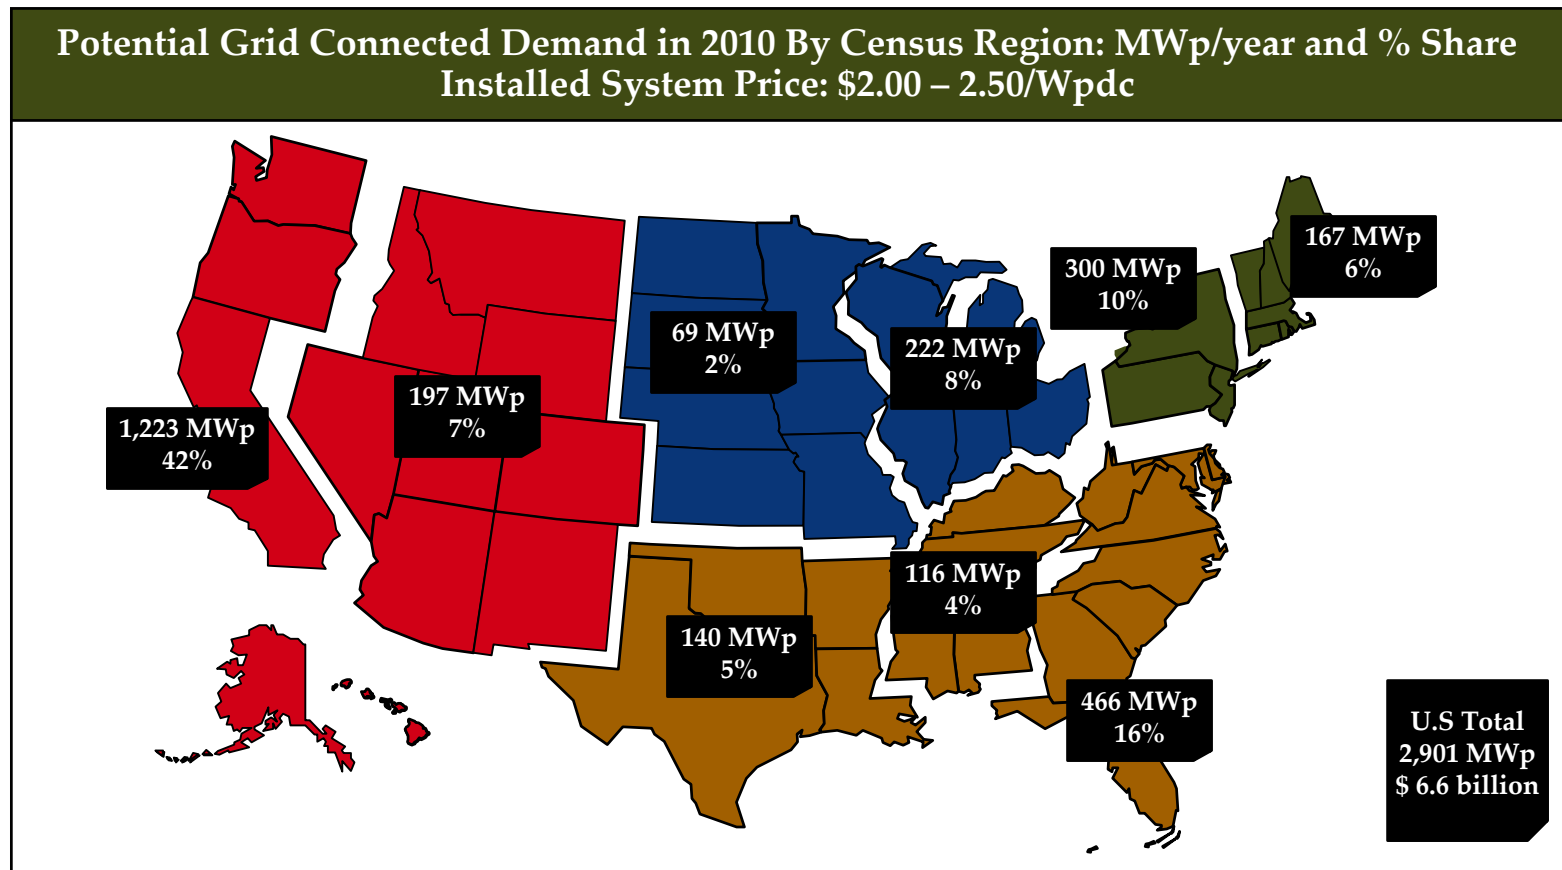 Potential Grid Connected Demand in 2010 By Census Region: MWp/year and % Share
Installed System Price: $2.00 – 2.50/Wpdc
167 MWp
6%
300 MWp
10%
69 MWp
2%
222 MWp
8%
197 MWp
7%
1,223 MWp
42%
116 MWp
4%
140 MWp
5%
466 MWp
16%
U.S Total
2,901 MWp
$ 6.6 billion